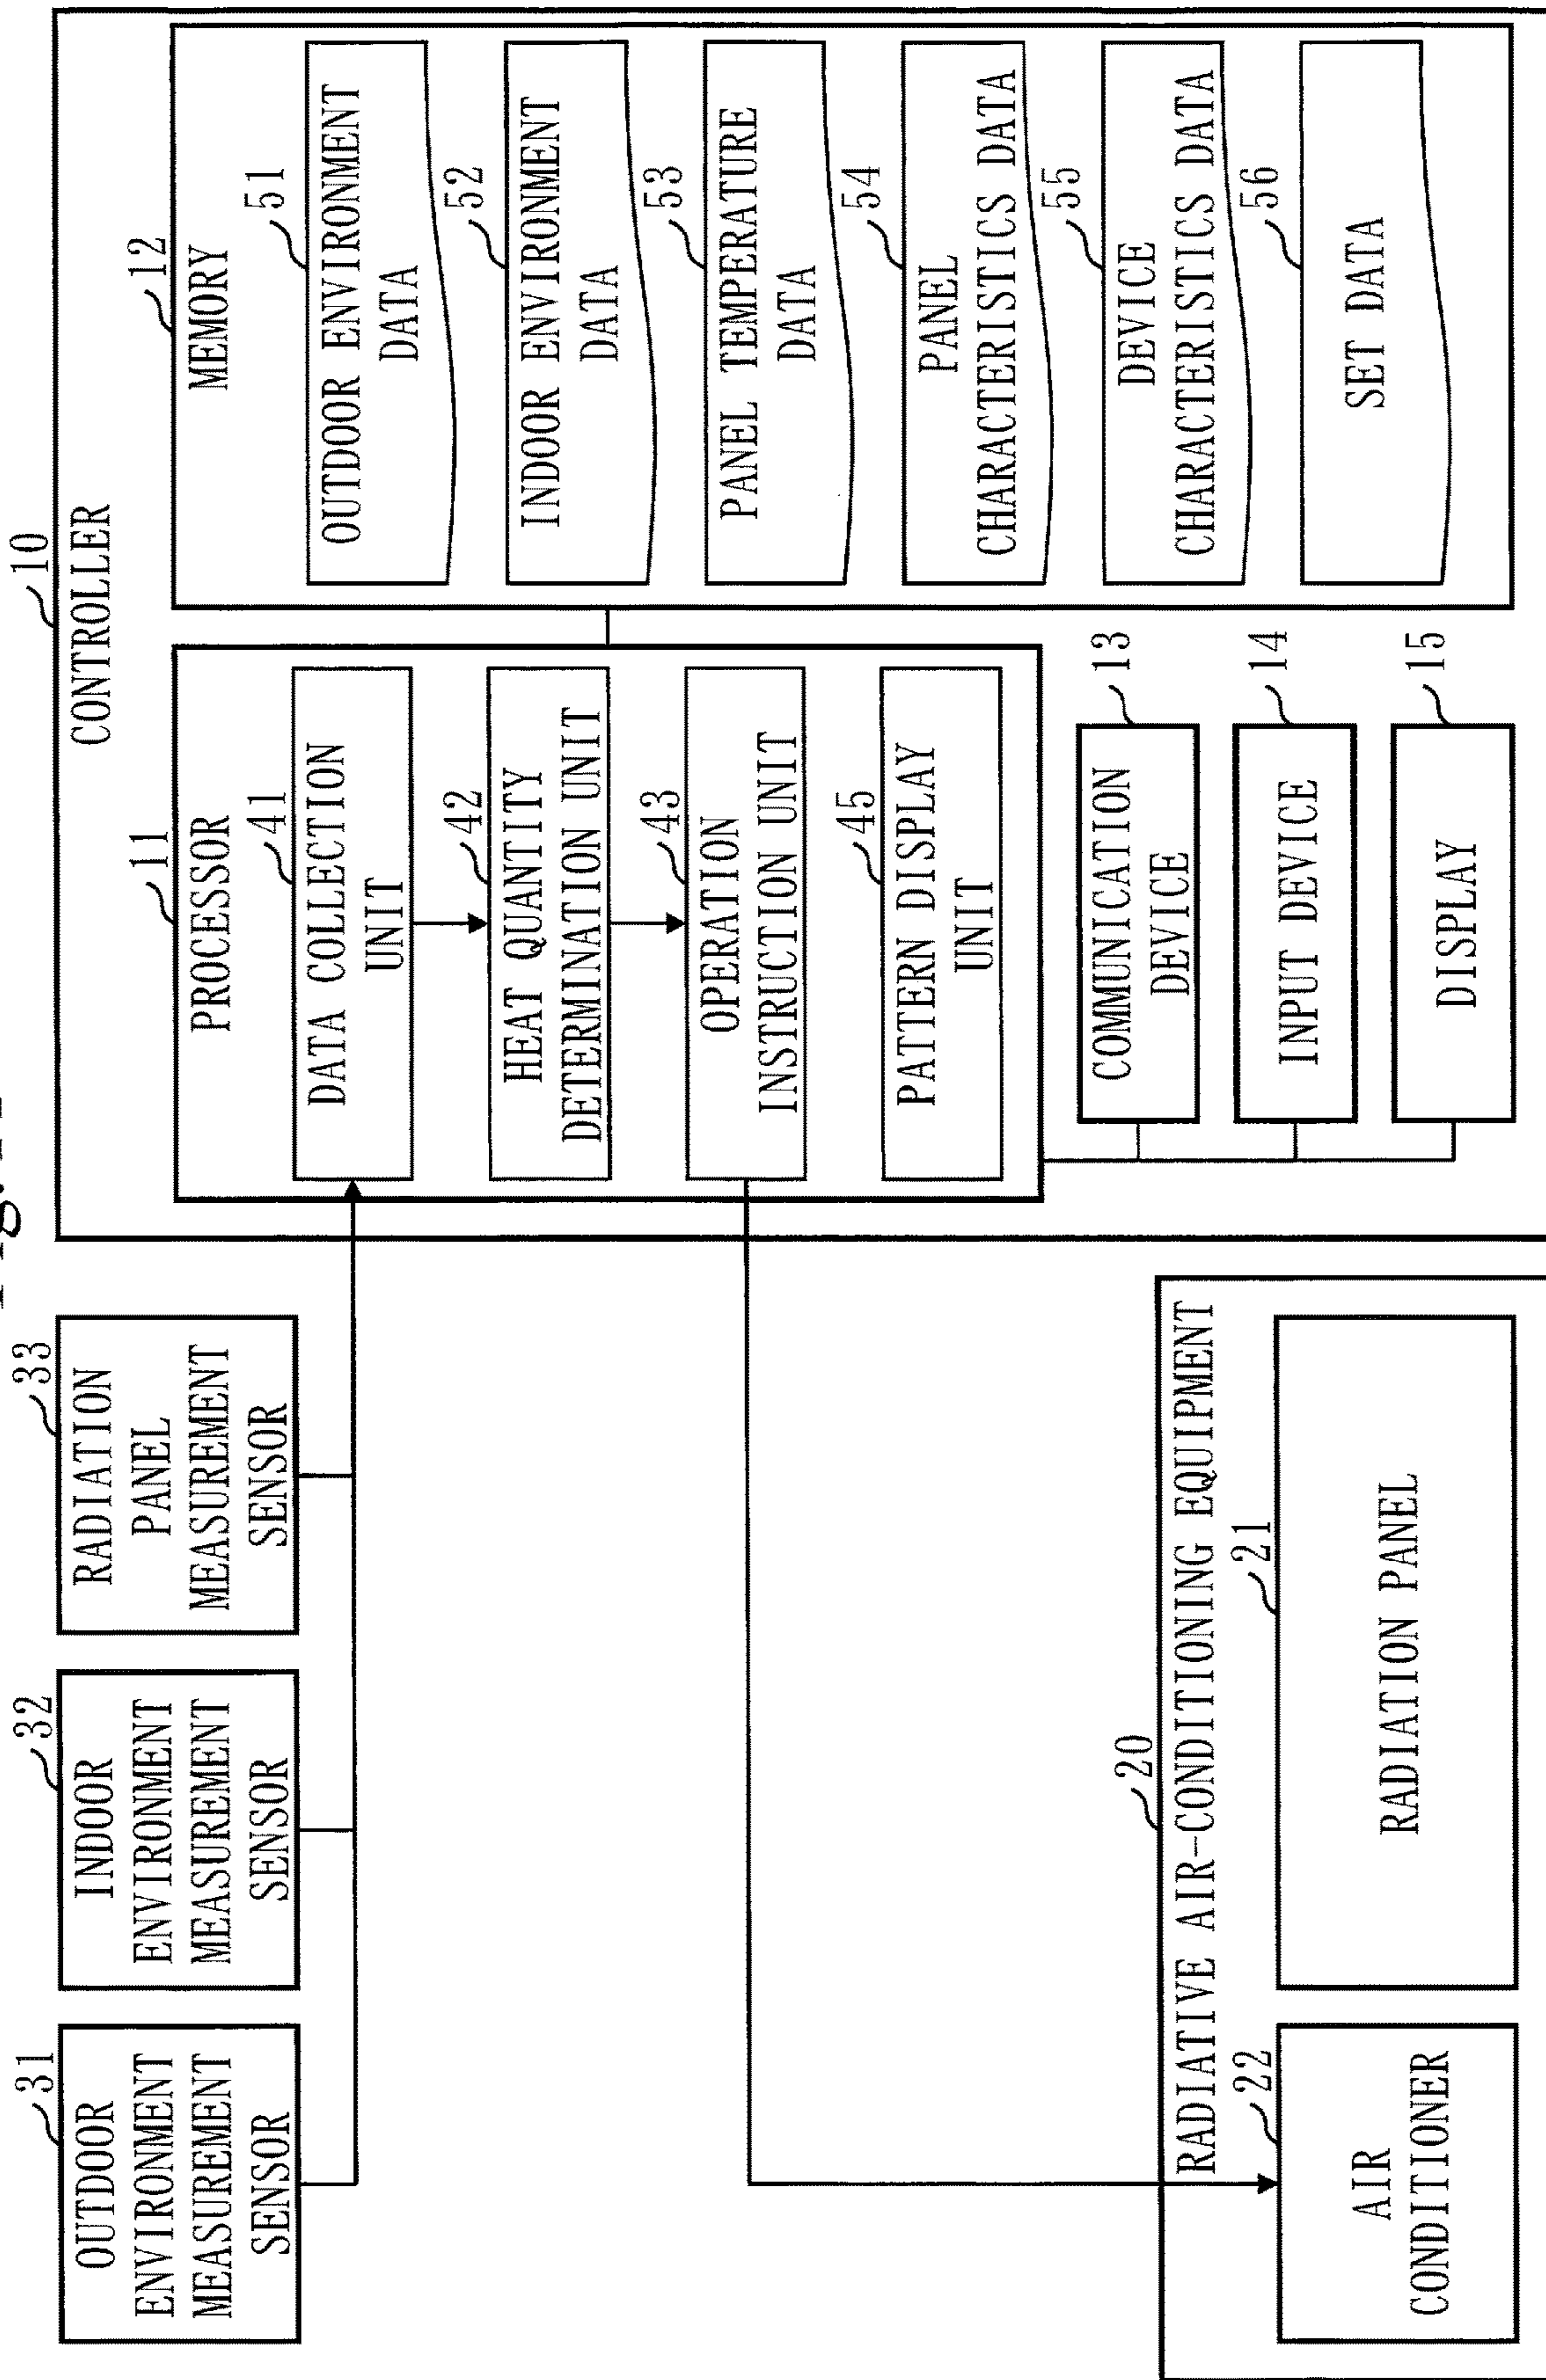 10
CONTROLLER
12
MEMORY
51
OUTDOOR ENVIRONMENT
DATA
52
INDOOR ENVIRONMENT
DATA
53
PANEL TEMPERATURE
DATA
54
PANEL
CHARACTERISTICS DATA
55
DEVICE
CHARACTERISTICS DATA
56
SET DATA
11
PROCESSOR
41
DATA COLLECTION
UNIT
42
HEAT QUANTITY
DETERMINATION UNIT
43
OPERATION
INSTRUCTION UNIT
45
PATTERN DISPLAY
UNIT
13
COMMUNICATION
DEVICE
14
INPUT DEVICE
15
DISPLAY
33
RADIATION
PANEL
MEASUREMENT
SENSOR
32
INDOOR
ENVIRONMENT
MEASUREMENT
SENSOR
31
OUTDOOR
ENVIRONMENT
MEASUREMENT
SENSOR
20
RADIATIVE AIR-CONDITIONING EQUIPMENT
21
RADIATION PANEL
22
AIR
CONDITIONER